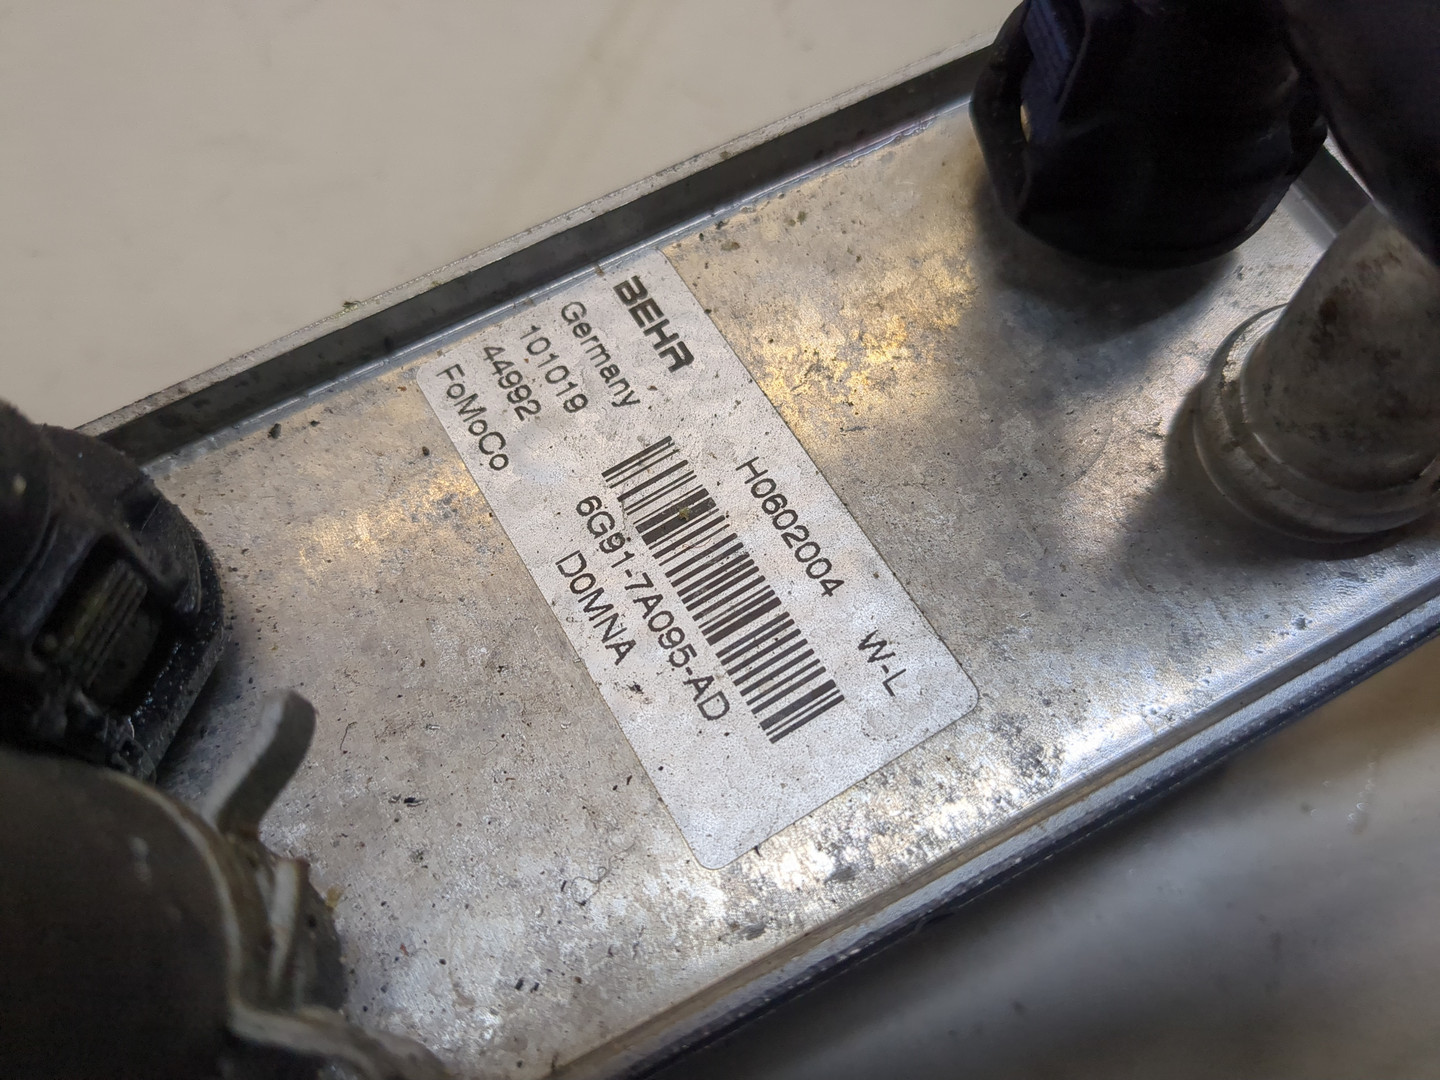 BEHR
Germany
101019
44992
FoMoCo
H0602004
W-L
6G91-7A095-AD
D0MNA